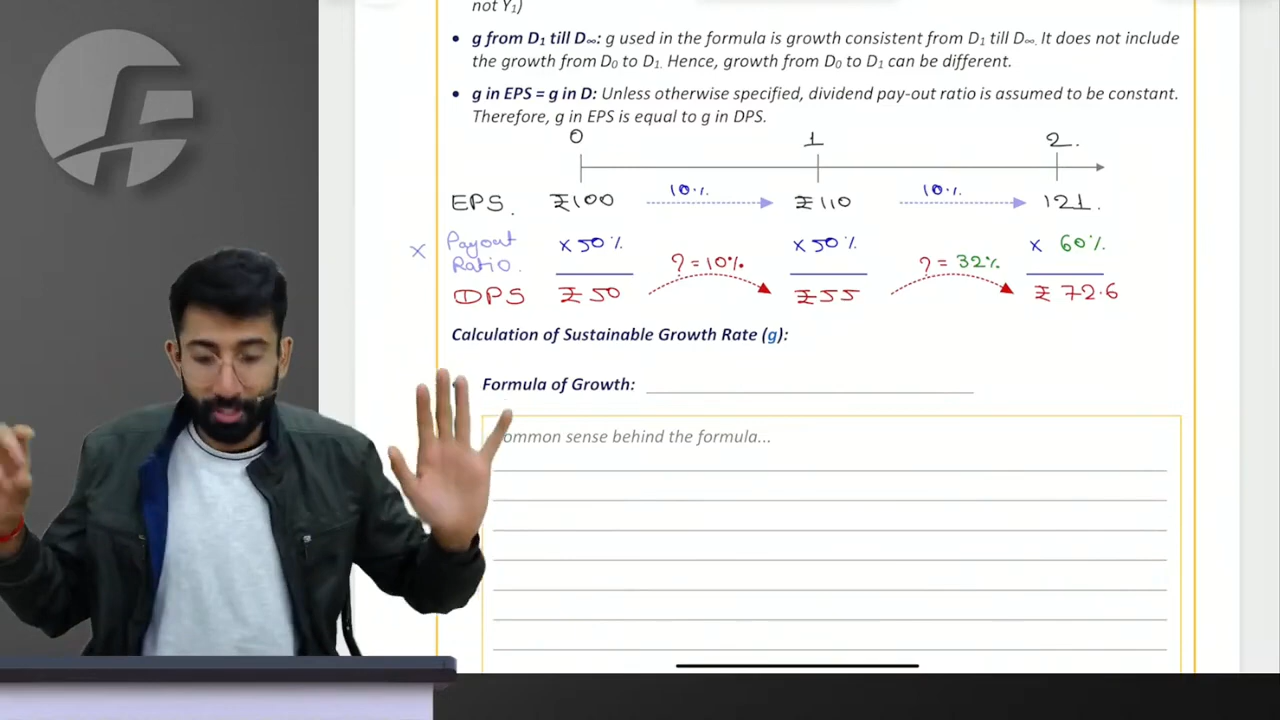 not Y₁)
• g from D₁ till D∞: g used in the formula is growth consistent from D₁ till D∞. It does not include
the growth from D₀ to D₁. Hence, growth from D₀ to D₁ can be different.
• g in EPS = g in D: Unless otherwise specified, dividend pay-out ratio is assumed to be constant.
Therefore, g in EPS is equal to g in DPS.
0 1 2.
EPS. ₹100 10% ₹110 10% 121.
× Payout Ratio. ×50% ×50% × 60%
? = 10% ? = 32%
DPS ₹50 ₹55 ₹72.6
Calculation of Sustainable Growth Rate (g):
Formula of Growth:
ommon sense behind the formula...